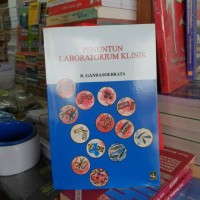 PENUNTUN
LABORATORIUM KLINIK
R. GANDASOEBRATA